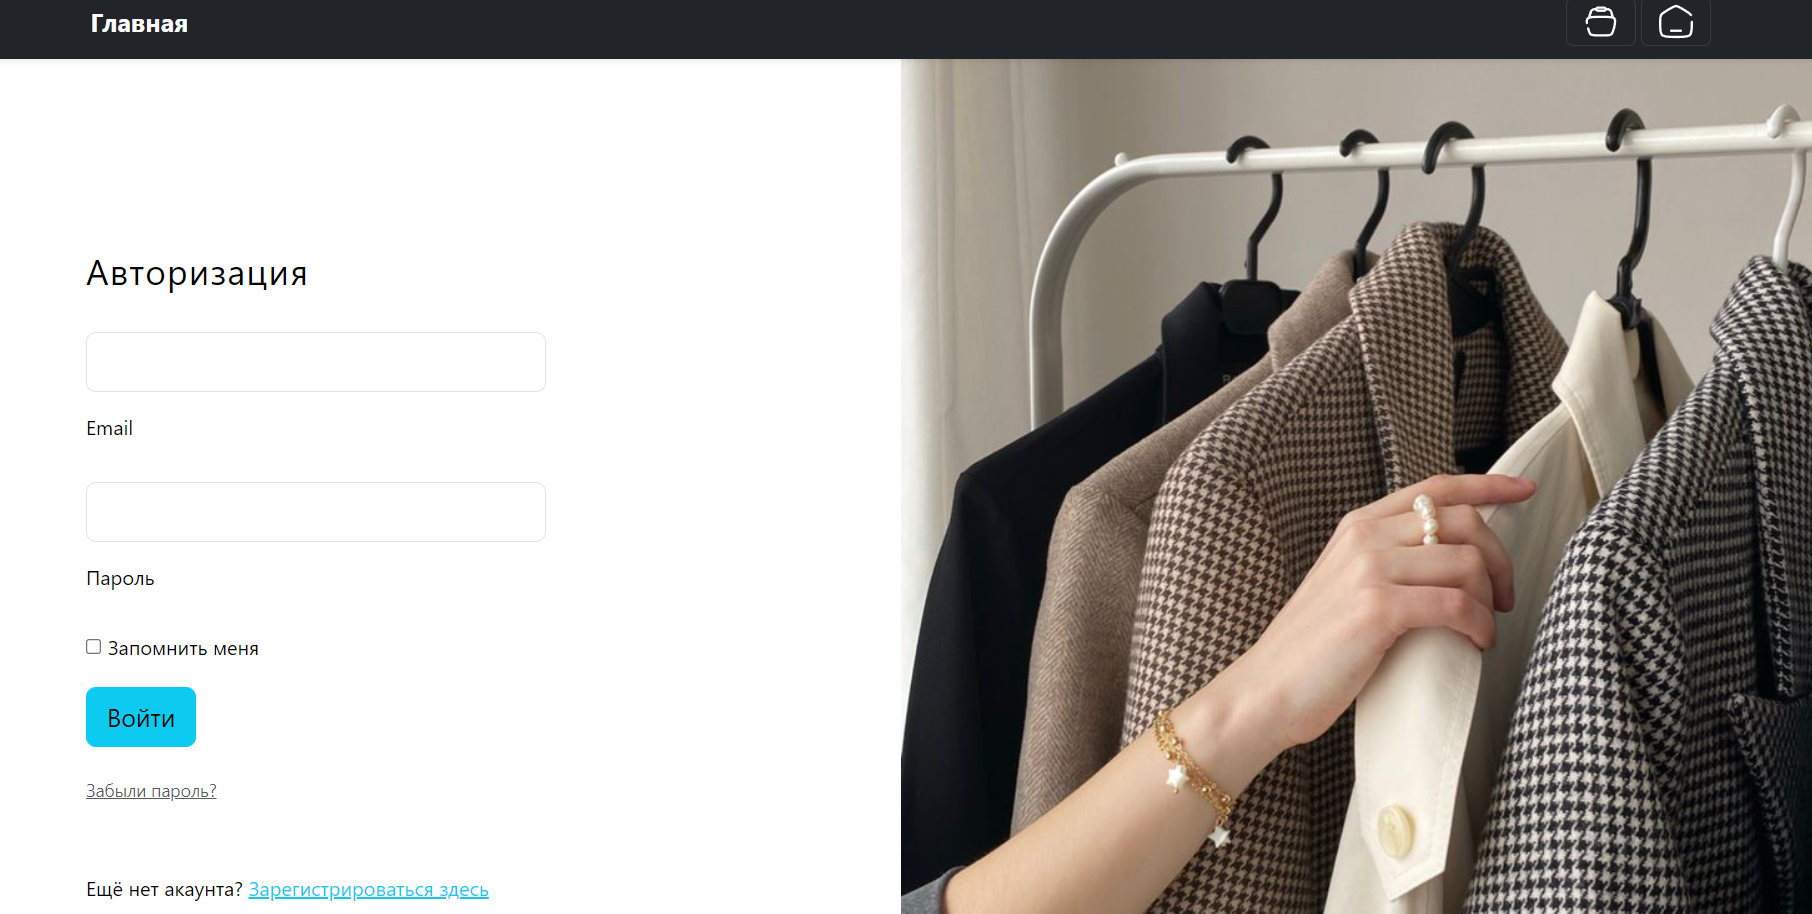 Главная
Авторизация
Email
Пароль
Запомнить меня
Войти
Забыли пароль?
Ещё нет акаунта? Зарегистрироваться здесь